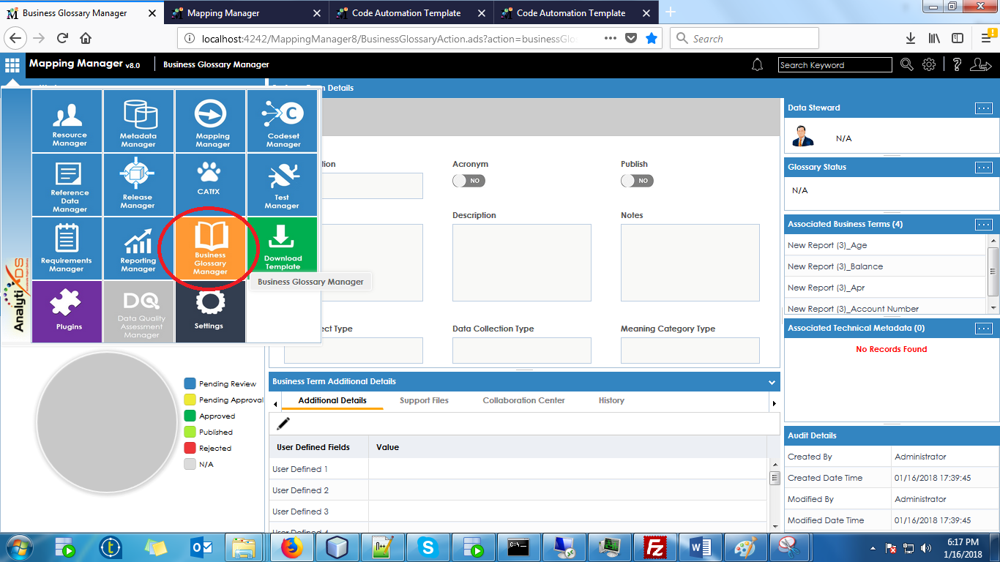 Business Glossary Manager
Mapping Manager
Code Automation Template
Code Automation Template
localhost:4242/MappingManager8/BusinessGlossaryAction.ads?action=businessGlos
Search
Mapping Manager v8.0
Business Glossary Manager
Search Keyword
Resource
Manager
Metadata
Manager
Mapping
Manager
Codeset
Manager
Reference
Data
Manager
Release
Manager
CATfX
Test
Manager
Requirements
Manager
Reporting
Manager
Business
Glossary
Manager
Download
Template
Business Glossary Manager
Plugins
DQ
Data Quality
Assessment
Manager
Settings
AnalytiX DS
Details
tion
Acronym
NO
Publish
NO
Description
Notes
ect Type
Data Collection Type
Meaning Category Type
Pending Review
Pending Approval
Approved
Published
Rejected
N/A
Business Term Additional Details
Additional Details
Support Files
Collaboration Center
History
User Defined Fields
Value
User Defined 1
User Defined 2
User Defined 3
User Defined 4
Data Steward
N/A
Glossary Status
N/A
Associated Business Terms (4)
New Report (3)_Age
New Report (3)_Balance
New Report (3)_Apr
New Report (3)_Account Number
Associated Technical Metadata (0)
No Records Found
Audit Details
Created By
Administrator
Created Date Time
01/16/2018 17:39:45
Modified By
Administrator
Modified Date Time
01/16/2018 17:39:45
6:17 PM
1/16/2018